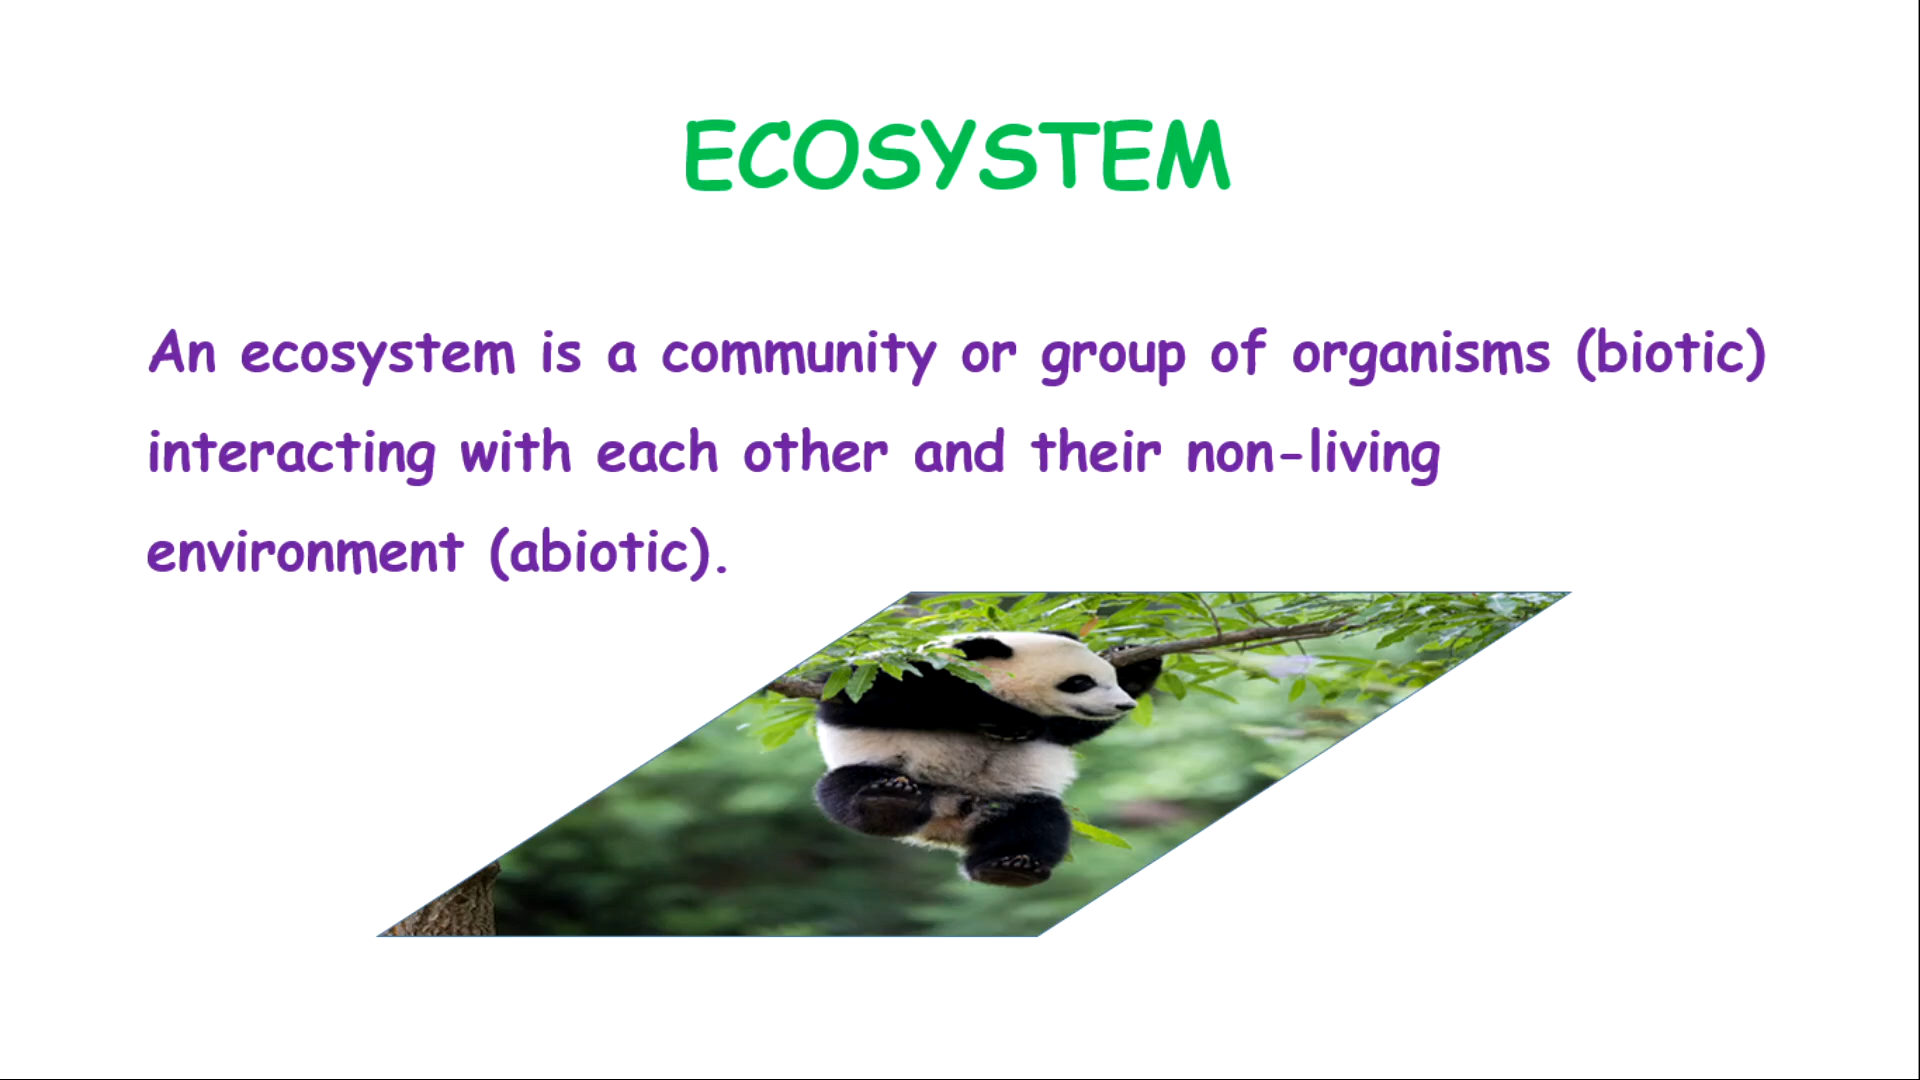 ECOSYSTEM
An ecosystem is a community or group of organisms (biotic)
interacting with each other and their non-living
environment (abiotic).